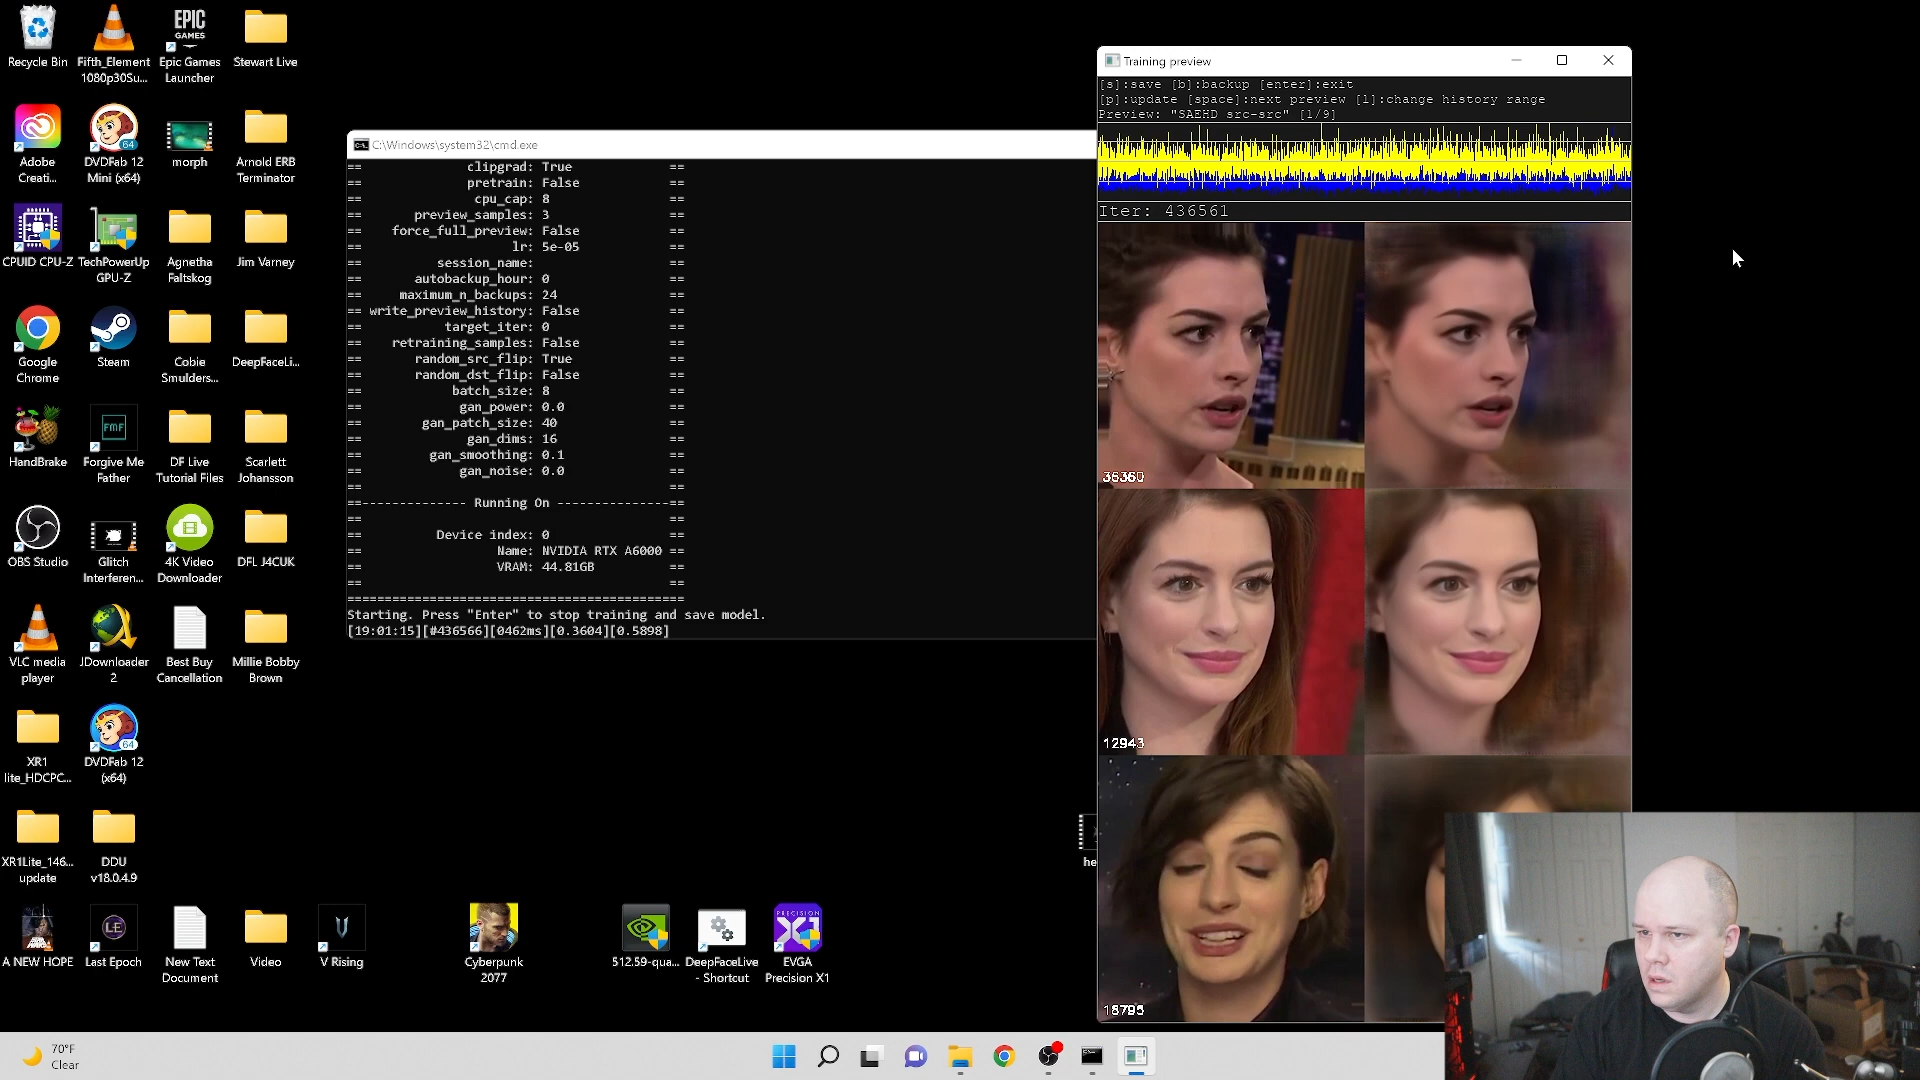 Recycle Bin
Fifth_Element
1080p30Su...
EPIC
GAMES
Epic Games
Launcher
Stewart Live
Adobe
Creati...
64
DVDFab 12
Mini (x64)
morph
Arnold ERB
Terminator
CPUID CPU-Z
TechPowerUp
GPU-Z
Agnetha
Faltskog
Jim Varney
Google
Chrome
Steam
Cobie
Smulders...
DeepFaceLi...
HandBrake
FMF
Forgive Me
Father
DF Live
Tutorial Files
Scarlett
Johansson
OBS Studio
Glitch
Interferen...
4K Video
Downloader
DFL J4CUK
VLC media
player
JDownloader
2
Best Buy
Cancellation
Millie Bobby
Brown
XR1
lite_HDCPC...
64
DVDFab 12
(x64)
XR1Lite_146...
update
DDU
v18.0.4.9
A NEW HOPE
LE
Last Epoch
New Text
Document
Video
V Rising
Cyberpunk
2077
512.59-qua...
DeepFaceLive
- Shortcut
PRECISION
X1
EVGA
Precision X1
he
C:\Windows\system32\cmd.exe
== clipgrad: True ==
== pretrain: False ==
== cpu_cap: 8 ==
== preview_samples: 3 ==
== force_full_preview: False ==
== lr: 5e-05 ==
== session_name: ==
== autobackup_hour: 0 ==
== maximum_n_backups: 24 ==
== write_preview_history: False ==
== target_iter: 0 ==
== retraining_samples: False ==
== random_src_flip: True ==
== random_dst_flip: False ==
== batch_size: 8 ==
== gan_power: 0.0 ==
== gan_patch_size: 40 ==
== gan_dims: 16 ==
== gan_smoothing: 0.1 ==
== gan_noise: 0.0 ==
== ==
==-------------- Running On ---------------==
== ==
== Device index: 0 ==
== Name: NVIDIA RTX A6000 ==
== VRAM: 44.81GB ==
== ==
=============================================
Starting. Press "Enter" to stop training and save model.
[19:01:15][#436566][0462ms][0.3604][0.5898]
Training preview
[s]:save [b]:backup [enter]:exit
[p]:update [space]:next preview [l]:change history range
Preview: "SAEHD src-src" [1/9]
Iter: 436561
12943
70°F
Clear